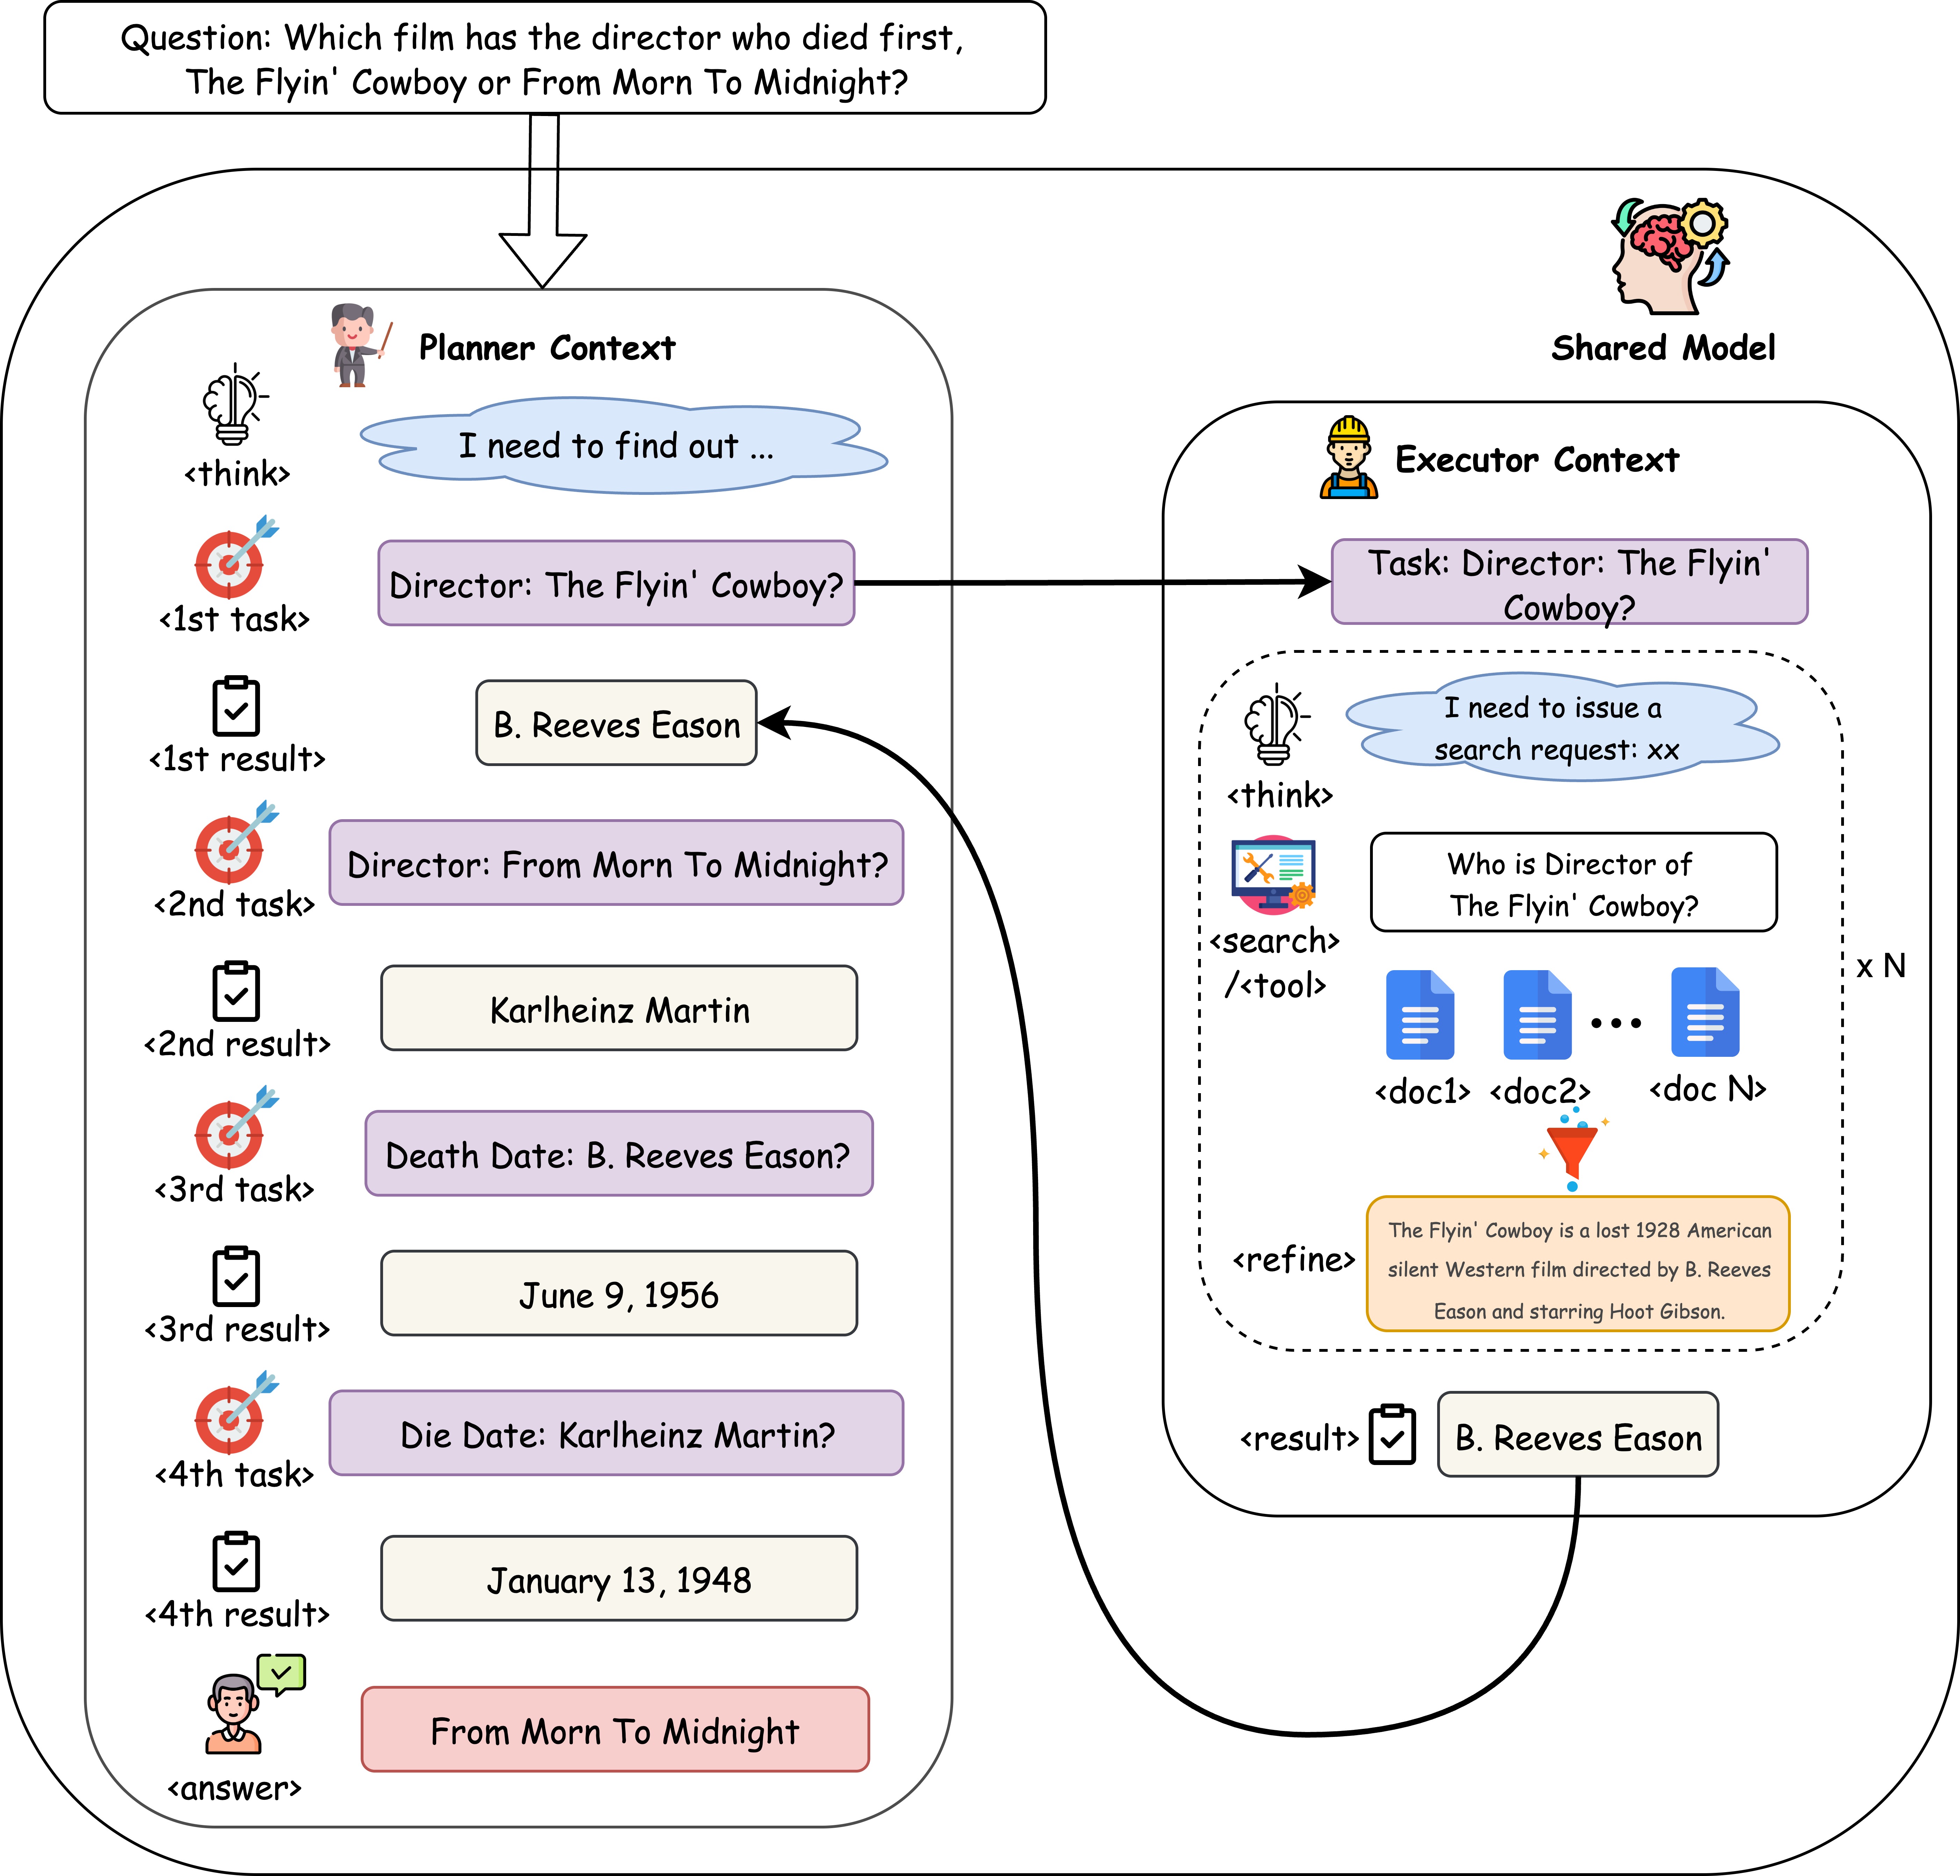 Question: Which film has the director who died first,
The Flyin' Cowboy or From Morn To Midnight?
Planner Context
<think>
I need to find out ...
<1st task>
Director: The Flyin' Cowboy?
<1st result>
B. Reeves Eason
<2nd task>
Director: From Morn To Midnight?
<2nd result>
Karlheinz Martin
<3rd task>
Death Date: B. Reeves Eason?
<3rd result>
June 9, 1956
<4th task>
Die Date: Karlheinz Martin?
<4th result>
January 13, 1948
<answer>
From Morn To Midnight
Shared Model
Executor Context
Task: Director: The Flyin'
Cowboy?
<think>
I need to issue a
search request: xx
<search>
/<tool>
Who is Director of
The Flyin' Cowboy?
<doc1> <doc2> <doc N>
x N
<refine>
The Flyin' Cowboy is a lost 1928 American
silent Western film directed by B. Reeves
Eason and starring Hoot Gibson.
<result>
B. Reeves Eason